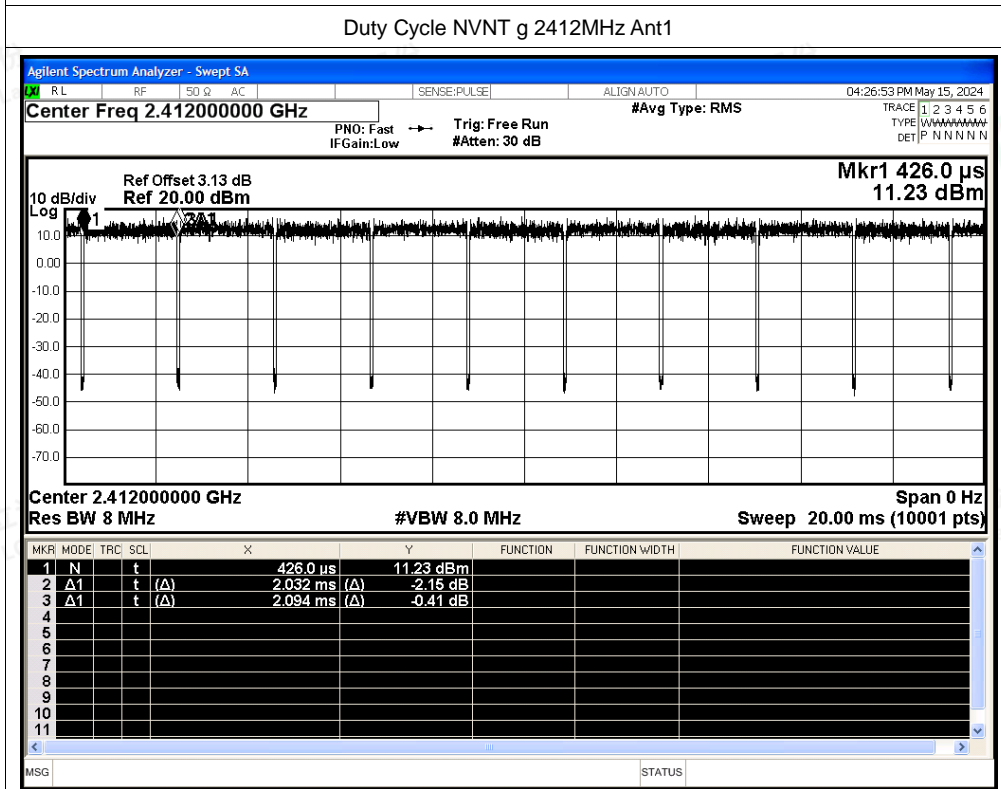 Duty Cycle NVNT g 2412MHz Ant1
Agilent Spectrum Analyzer - Swept SA
LXI RL RF 50 Ω AC SENSE:PULSE ALIGN AUTO 04:26:53 PM May 15, 2024
Center Freq 2.412000000 GHz #Avg Type: RMS TRACE 1 2 3 4 5 6
PNO: Fast Trig: Free Run TYPE WWWWWW
IFGain:Low #Atten: 30 dB DET P N N N N N
Mkr1 426.0 µs
Ref Offset 3.13 dB
10 dB/div Ref 20.00 dBm 11.23 dBm
Log
1
3Δ1
10.0
0.00
-10.0
-20.0
-30.0
-40.0
-50.0
-60.0
-70.0
Center 2.412000000 GHz Span 0 Hz
Res BW 8 MHz #VBW 8.0 MHz Sweep 20.00 ms (10001 pts)
MKR MODE TRC SCL X Y FUNCTION FUNCTION WIDTH FUNCTION VALUE
1 N t 426.0 µs 11.23 dBm
2 Δ1 t (Δ) 2.032 ms (Δ) -2.15 dB
3 Δ1 t (Δ) 2.094 ms (Δ) -0.41 dB
4
5
6
7
8
9
10
11
MSG STATUS